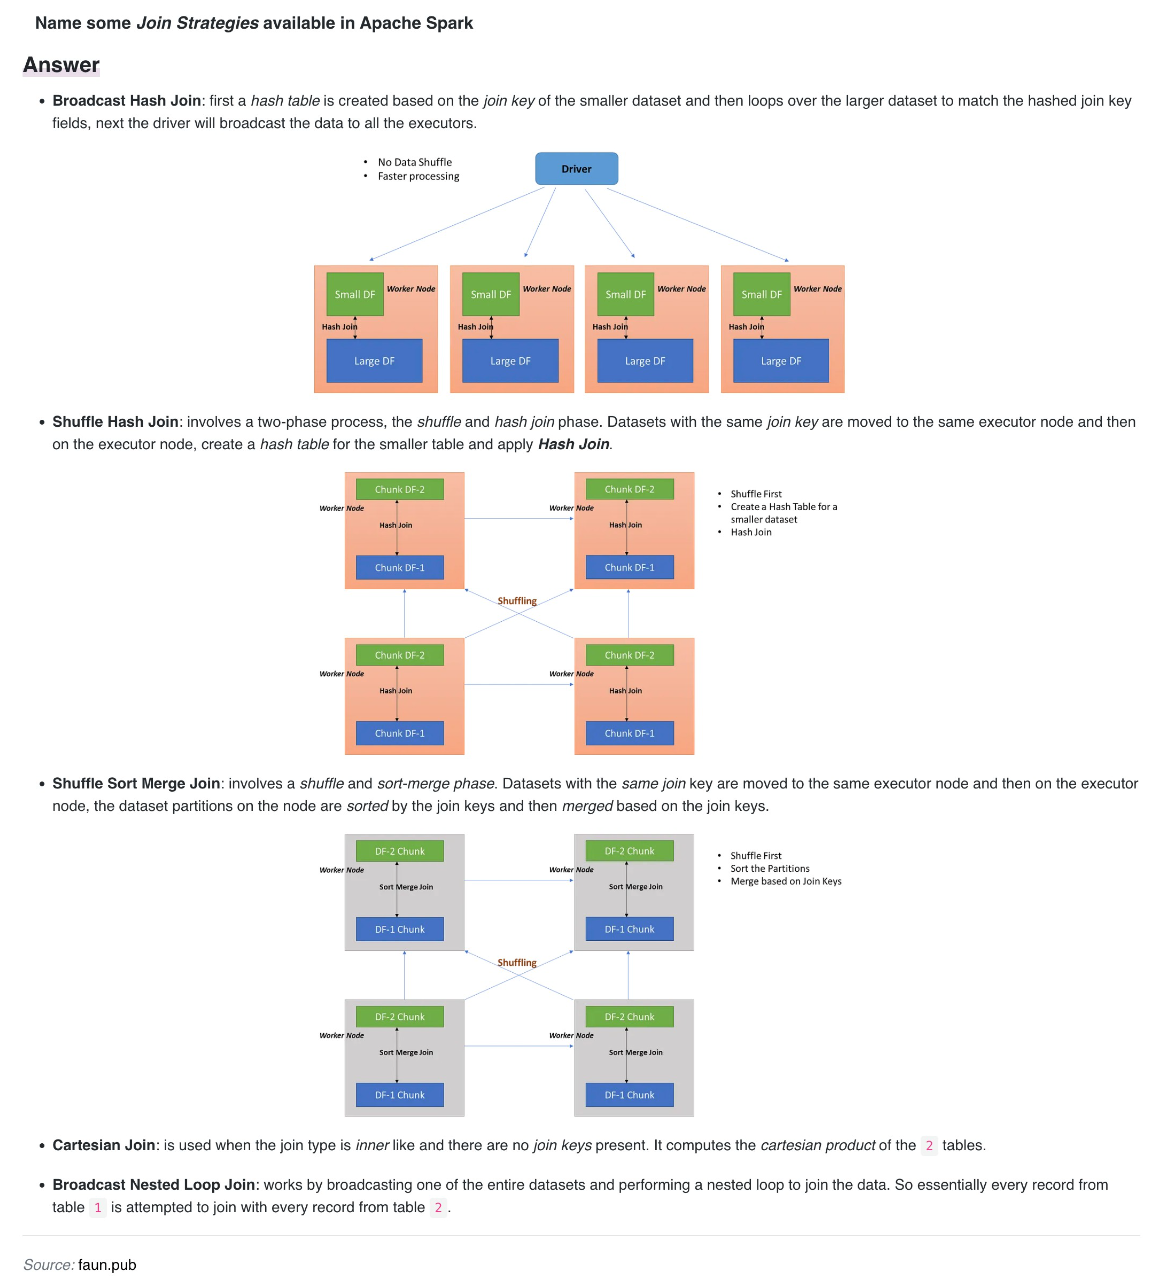 Name some Join Strategies available in Apache Spark
Answer
• Broadcast Hash Join: first a hash table is created based on the join key of the smaller dataset and then loops over the larger dataset to match the hashed join key
fields, next the driver will broadcast the data to all the executors.
• No Data Shuffle
• Faster processing
Driver
Small DF
Worker Node
Hash Join
Large DF
Small DF
Worker Node
Hash Join
Large DF
Small DF
Worker Node
Hash Join
Large DF
Small DF
Worker Node
Hash Join
Large DF
• Shuffle Hash Join: involves a two-phase process, the shuffle and hash join phase. Datasets with the same join key are moved to the same executor node and then
on the executor node, create a hash table for the smaller table and apply Hash Join.
Chunk DF-2
Worker Node
Hash Join
Chunk DF-1
Chunk DF-2
Worker Node
Hash Join
Chunk DF-1
• Shuffle First
• Create a Hash Table for a
smaller dataset
• Hash Join
Shuffling
Chunk DF-2
Worker Node
Hash Join
Chunk DF-1
Chunk DF-2
Worker Node
Hash Join
Chunk DF-1
• Shuffle Sort Merge Join: involves a shuffle and sort-merge phase. Datasets with the same join key are moved to the same executor node and then on the executor
node, the dataset partitions on the node are sorted by the join keys and then merged based on the join keys.
DF-2 Chunk
Worker Node
Sort Merge Join
DF-1 Chunk
DF-2 Chunk
Worker Node
Sort Merge Join
DF-1 Chunk
• Shuffle First
• Sort the Partitions
• Merge based on Join Keys
Shuffling
DF-2 Chunk
Worker Node
Sort Merge Join
DF-1 Chunk
DF-2 Chunk
Worker Node
Sort Merge Join
DF-1 Chunk
• Cartesian Join: is used when the join type is inner like and there are no join keys present. It computes the cartesian product of the 2 tables.
• Broadcast Nested Loop Join: works by broadcasting one of the entire datasets and performing a nested loop to join the data. So essentially every record from
table 1 is attempted to join with every record from table 2.
Source: faun.pub